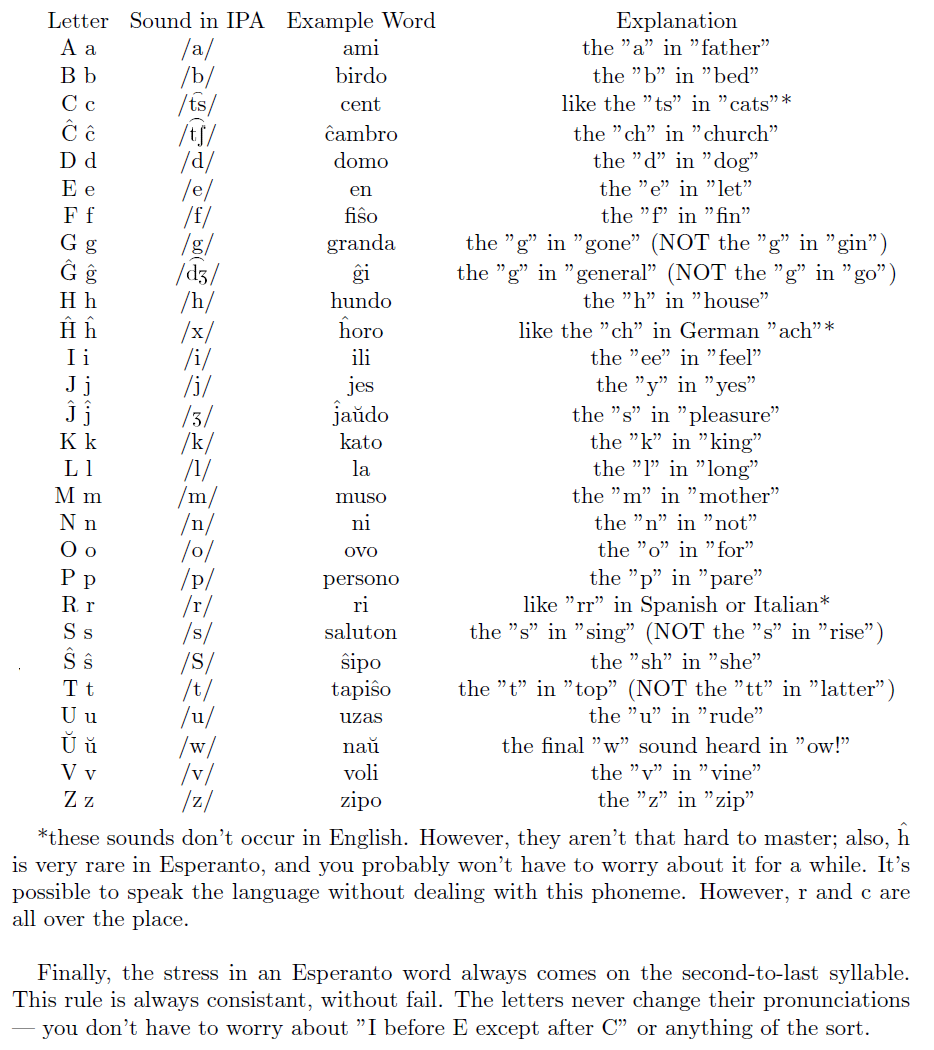 Letter Sound in IPA Example Word Explanation
A a /a/ ami the ”a” in ”father”
B b /b/ birdo the ”b” in ”bed”
C c /t͡s/ cent like the ”ts” in ”cats”*
Ĉ ĉ /t͡ʃ/ ĉambro the ”ch” in ”church”
D d /d/ domo the ”d” in ”dog”
E e /e/ en the ”e” in ”let”
F f /f/ fiŝo the ”f” in ”fin”
G g /g/ granda the ”g” in ”gone” (NOT the ”g” in ”gin”)
Ĝ ĝ /d͡ʒ/ ĝi the ”g” in ”general” (NOT the ”g” in ”go”)
H h /h/ hundo the ”h” in ”house”
Ĥ ĥ /x/ ĥoro like the ”ch” in German ”ach”*
I i /i/ ili the ”ee” in ”feel”
J j /j/ jes the ”y” in ”yes”
Ĵ ĵ /ʒ/ ĵaŭdo the ”s” in ”pleasure”
K k /k/ kato the ”k” in ”king”
L l /l/ la the ”l” in ”long”
M m /m/ muso the ”m” in ”mother”
N n /n/ ni the ”n” in ”not”
O o /o/ ovo the ”o” in ”for”
P p /p/ persono the ”p” in ”pare”
R r /r/ ri like ”rr” in Spanish or Italian*
S s /s/ saluton the ”s” in ”sing” (NOT the ”s” in ”rise”)
Ŝ ŝ /S/ ŝipo the ”sh” in ”she”
T t /t/ tapiŝo the ”t” in ”top” (NOT the ”tt” in ”latter”)
U u /u/ uzas the ”u” in ”rude”
Ŭ ŭ /w/ naŭ the final ”w” sound heard in ”ow!”
V v /v/ voli the ”v” in ”vine”
Z z /z/ zipo the ”z” in ”zip”
*these sounds don’t occur in English. However, they aren’t that hard to master; also, ĥ
is very rare in Esperanto, and you probably won’t have to worry about it for a while. It’s
possible to speak the language without dealing with this phoneme. However, r and c are
all over the place.
Finally, the stress in an Esperanto word always comes on the second-to-last syllable.
This rule is always consistant, without fail. The letters never change their pronunciations
— you don’t have to worry about ”I before E except after C” or anything of the sort.